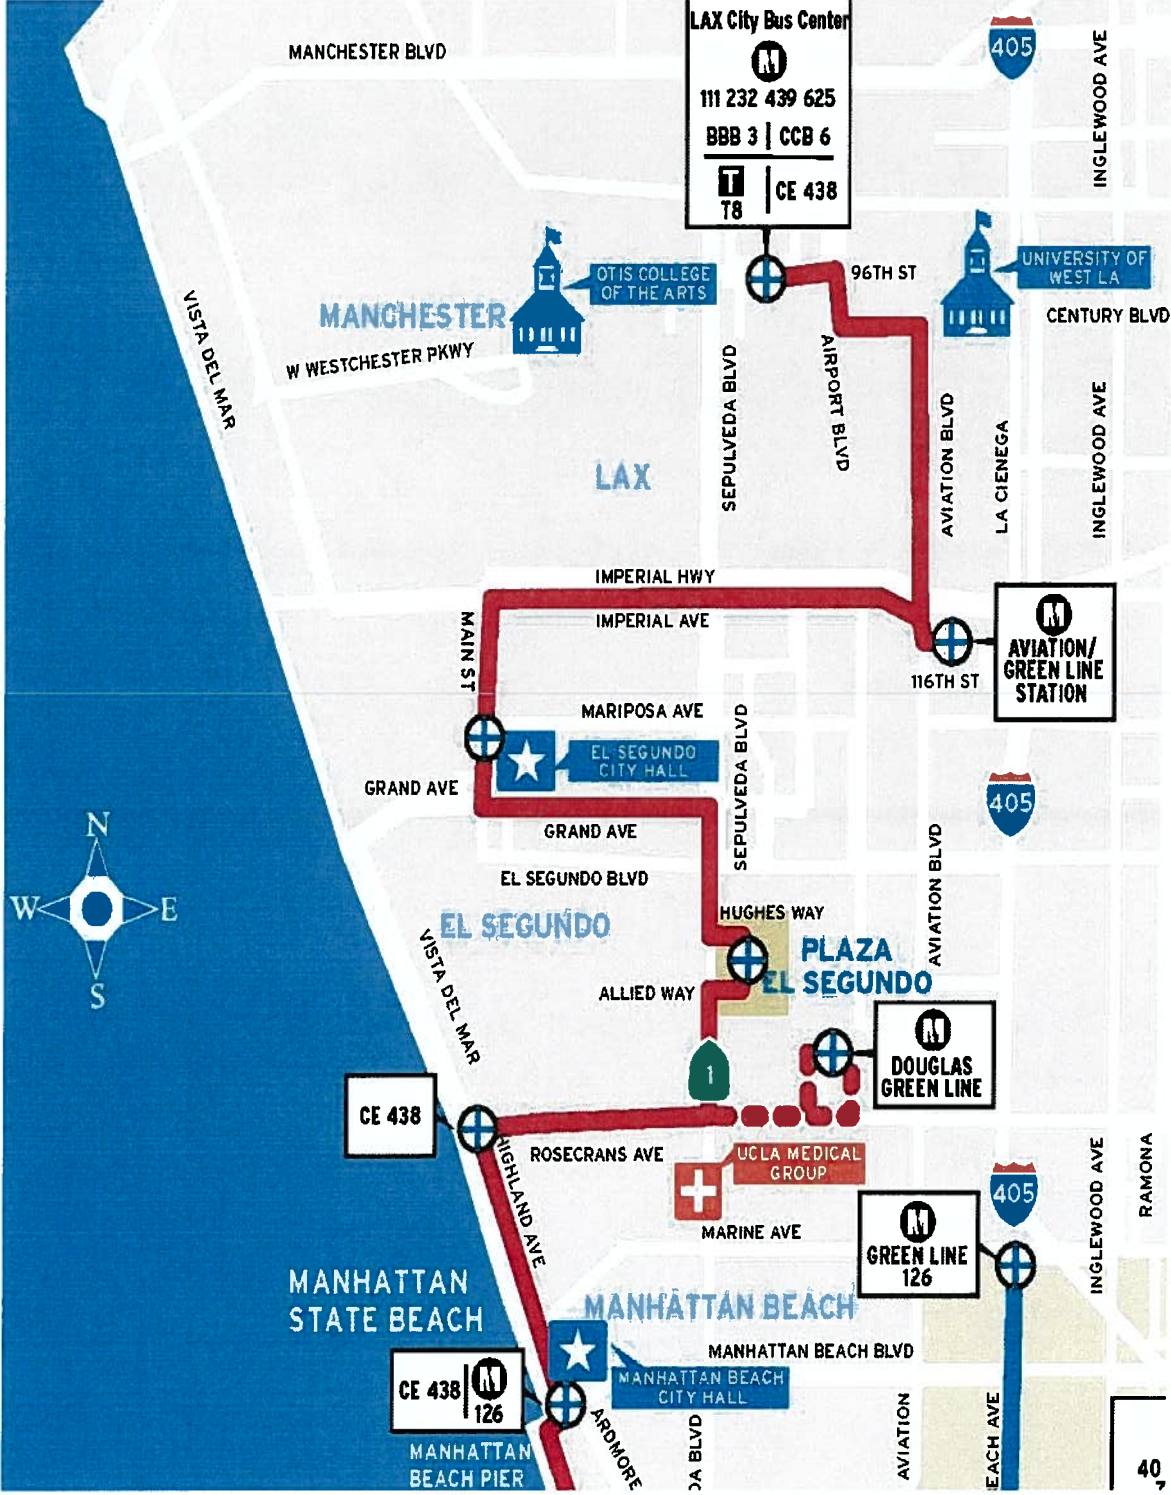 LAX City Bus Center
M
111 232 439 625
BBB 3 | CCB 6
T
T8
CE 438
MANCHESTER BLVD
405
INGLEWOOD AVE
OTIS COLLEGE
OF THE ARTS
96TH ST
UNIVERSITY OF
WEST LA
CENTURY BLVD
MANCHESTER
VISTA DEL MAR
W WESTCHESTER PKWY
SEPULVEDA BLVD
AIRPORT BLVD
AVIATION BLVD
LA CIENEGA
INGLEWOOD AVE
LAX
IMPERIAL HWY
IMPERIAL AVE
MAIN ST
M
AVIATION/
GREEN LINE
STATION
116TH ST
MARIPOSA AVE
SEPULVEDA BLVD
EL SEGUNDO
CITY HALL
GRAND AVE
405
GRAND AVE
N
W
E
S
EL SEGUNDO BLVD
AVIATION BLVD
HUGHES WAY
EL SEGUNDO
PLAZA
EL SEGUNDO
VISTA DEL MAR
ALLIED WAY
M
DOUGLAS
GREEN LINE
1
CE 438
ROSECRANS AVE
UCLA MEDICAL
GROUP
HIGHLAND AVE
405
INGLEWOOD AVE
RAMONA
MARINE AVE
M
GREEN LINE
126
MANHATTAN
STATE BEACH
MANHATTAN BEACH
MANHATTAN BEACH BLVD
CE 438
M
126
MANHATTAN BEACH
CITY HALL
ARDMORE
DA BLVD
AVIATION
EACH AVE
MANHATTAN
BEACH PIER
40